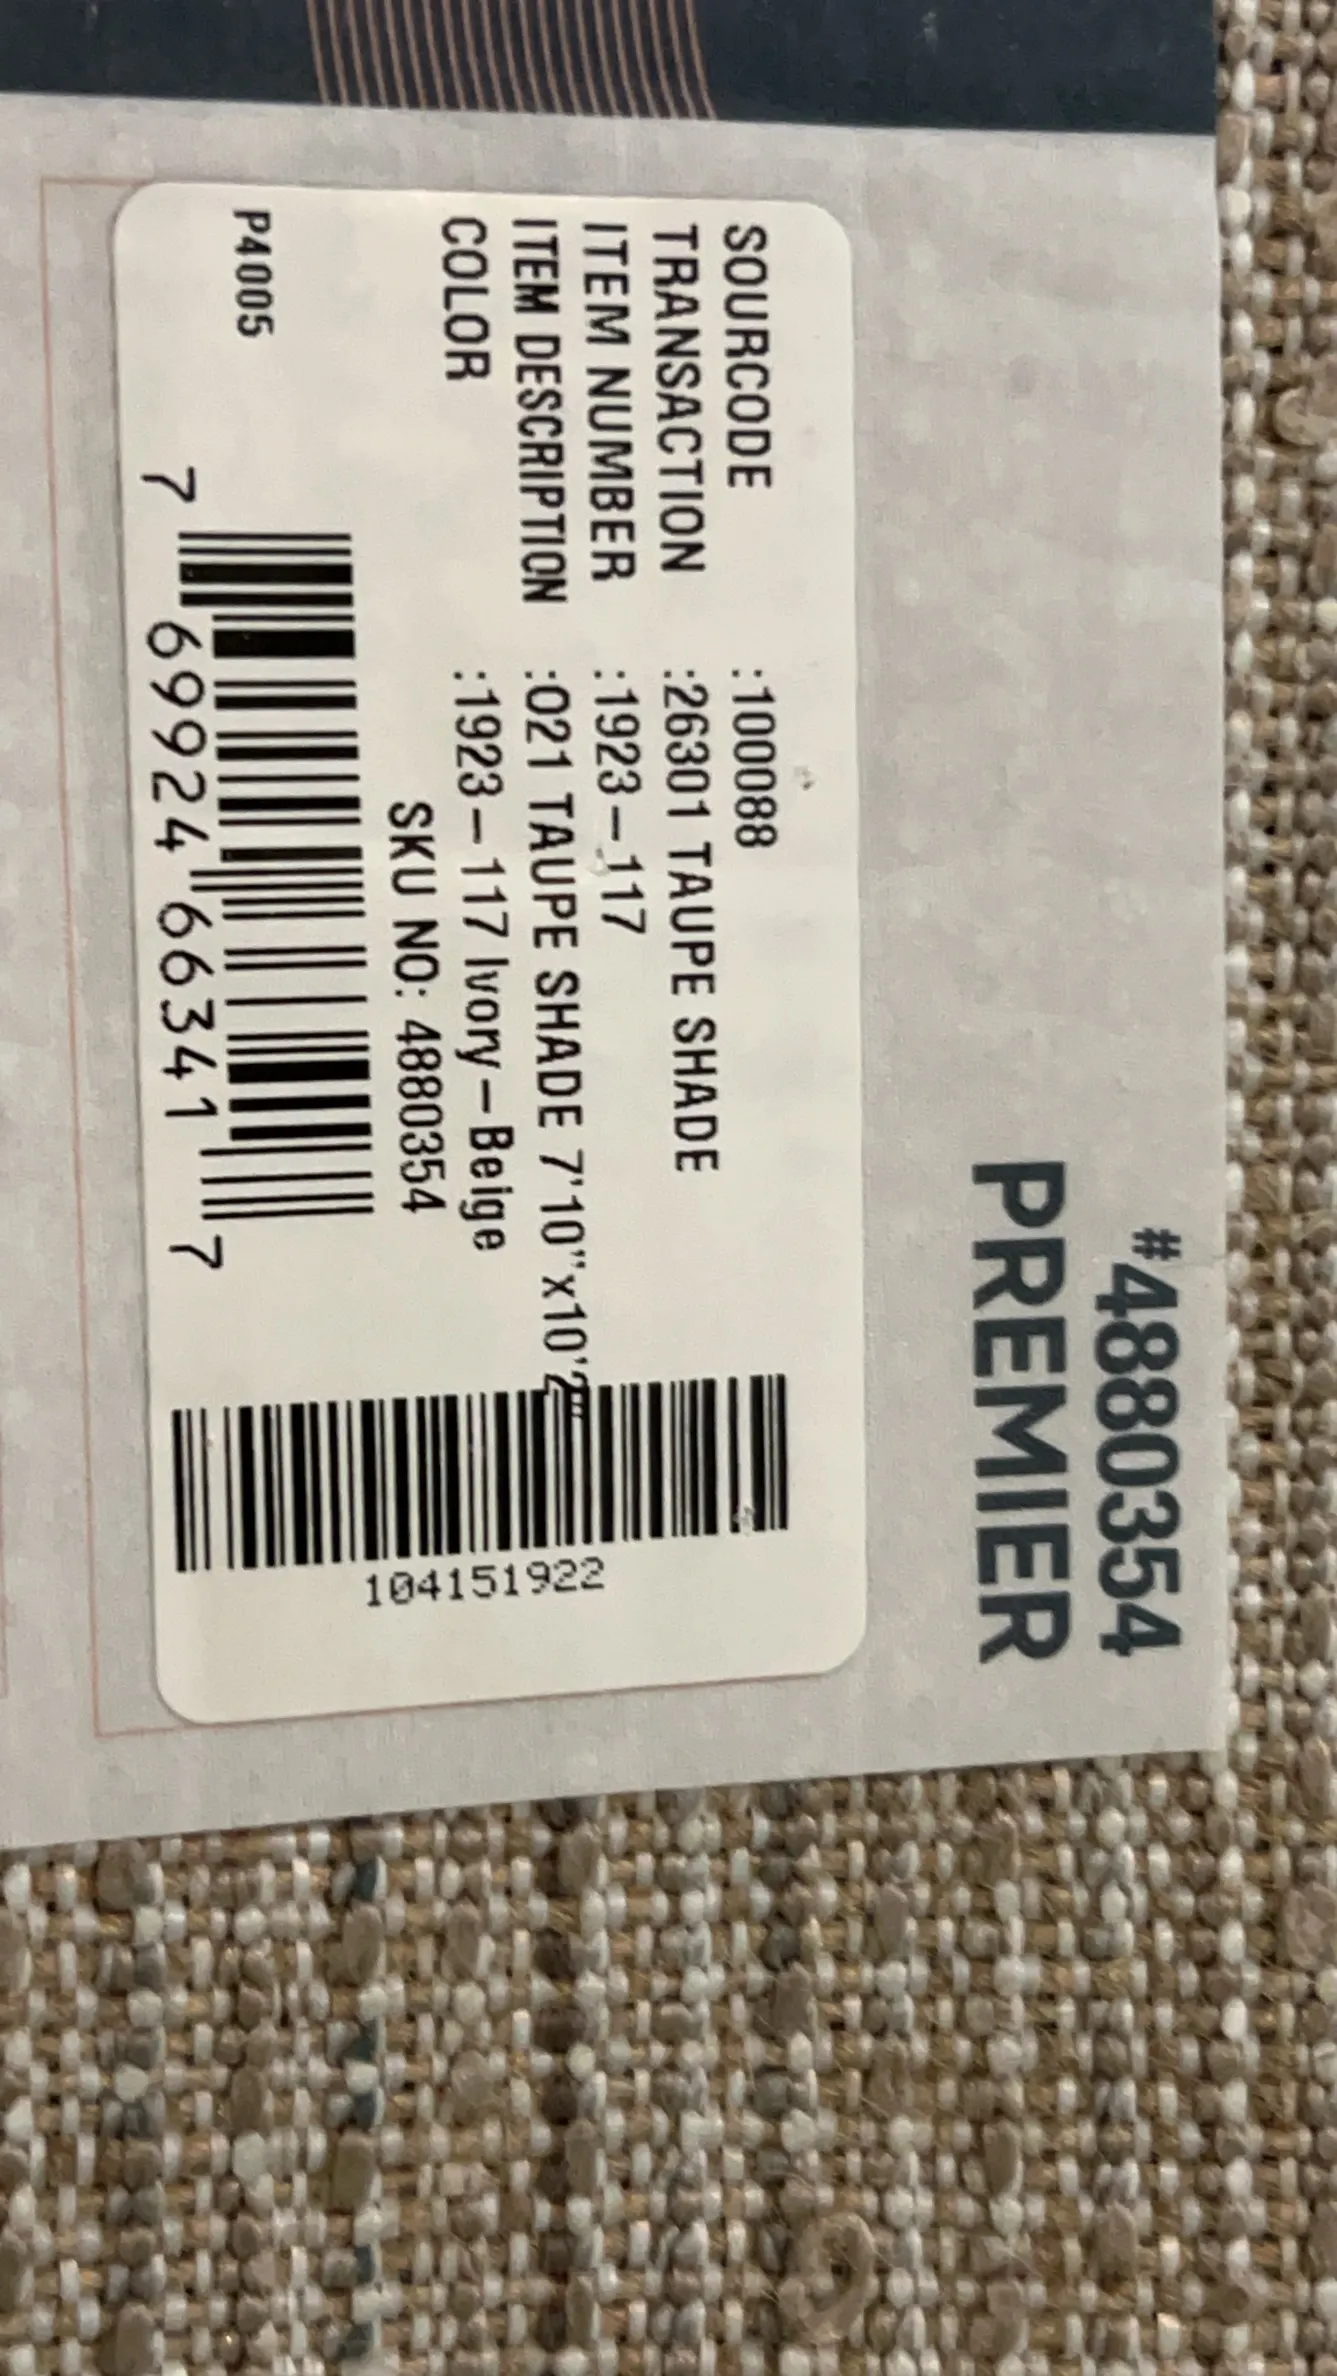 #4880354
PREMIER
SOURCODE :100088
TRANSACTION :26301 TAUPE SHADE
ITEM NUMBER :1923-117
ITEM DESCRIPTION :021 TAUPE SHADE 7'10"x10'2"
COLOR :1923-117 Ivory-Beige
SKU NO: 4880354
P4005
7 69924 66341 7
104151922